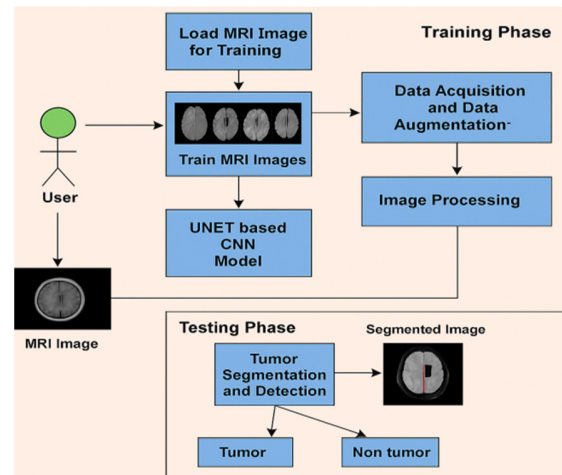 Load MRI Image
for Training
Training Phase
Train MRI Images
Data Acquisition
and Data
Augmentation-
User
UNET based
CNN
Model
Image Processing
MRI Image
Testing Phase
Segmented Image
Tumor
Segmentation
and Detection
Tumor
Non tumor